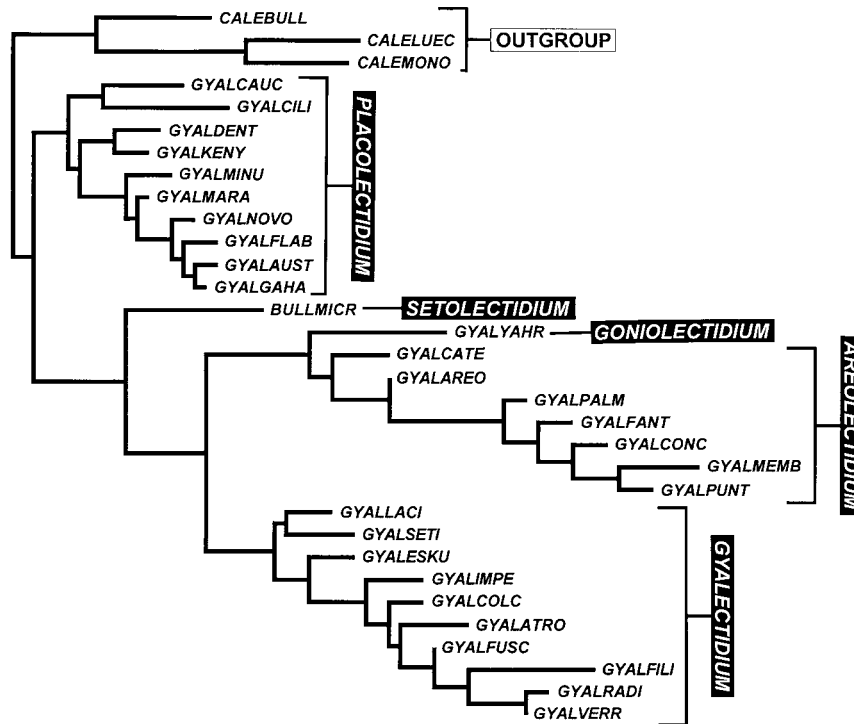 CALEBULL
CALELUEC
OUTGROUP
CALEMONO
GYALCAUC
GYALCILI
GYALDENT
GYALKENY
GYALMINU
GYALMARA
GYALNOVO
GYALFLAB
GYALAUST
GYALGAHA
PLACOLECTIDIUM
BULLMICR
SETOLECTIDIUM
GYALYAHR
GONIOLECTIDIUM
GYALCATE
GYALAREO
GYALPALM
GYALFANT
GYALCONC
GYALMEMB
GYALPUNT
AREOLECTIDIUM
GYALLACI
GYALSETI
GYALESKU
GYALIMPE
GYALCOLC
GYALATRO
GYALFUSC
GYALFILI
GYALRADI
GYALVERR
GYALECTIDIUM